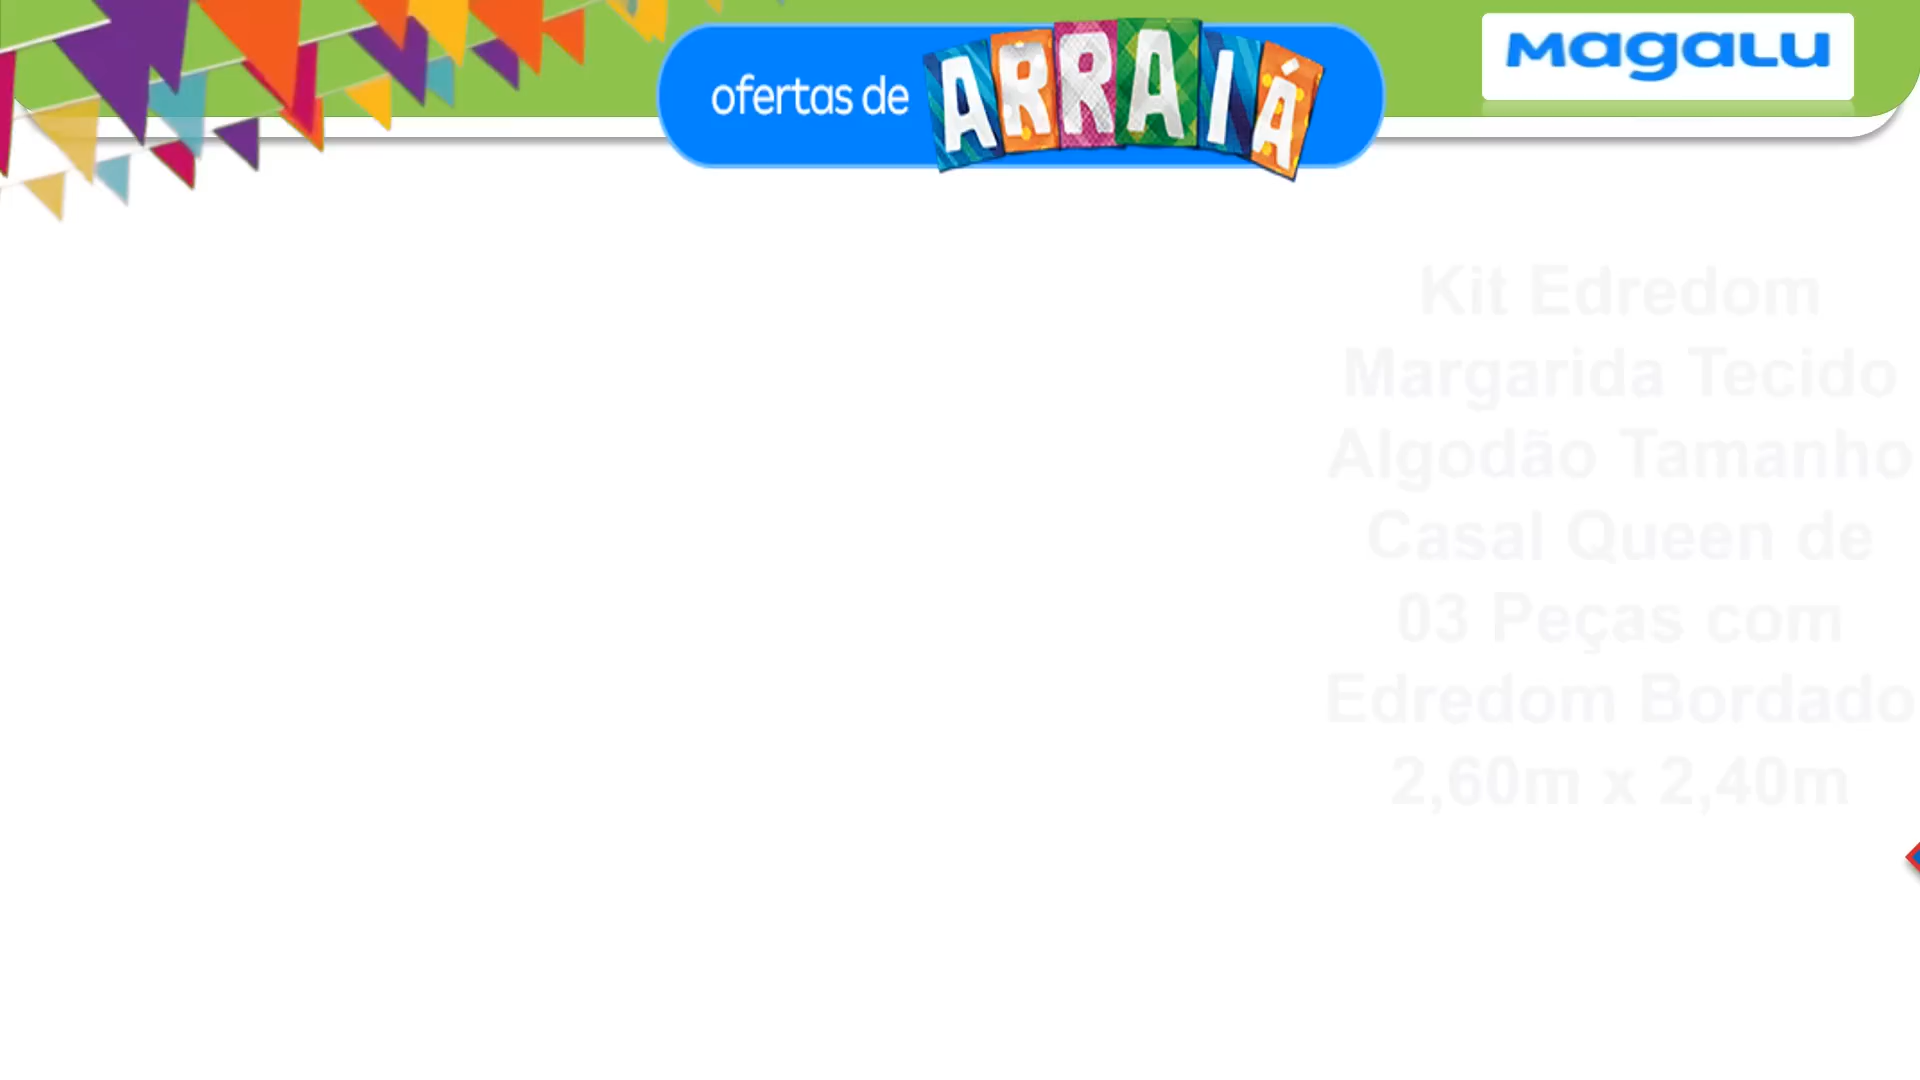 ofertas de ARRAIÁ
MagaLu
Kit Edredom
Margarida Tecido
Algodão Tamanho
Casal Queen de
03 Peças com
Edredom Bordado
2,60m x 2,40m